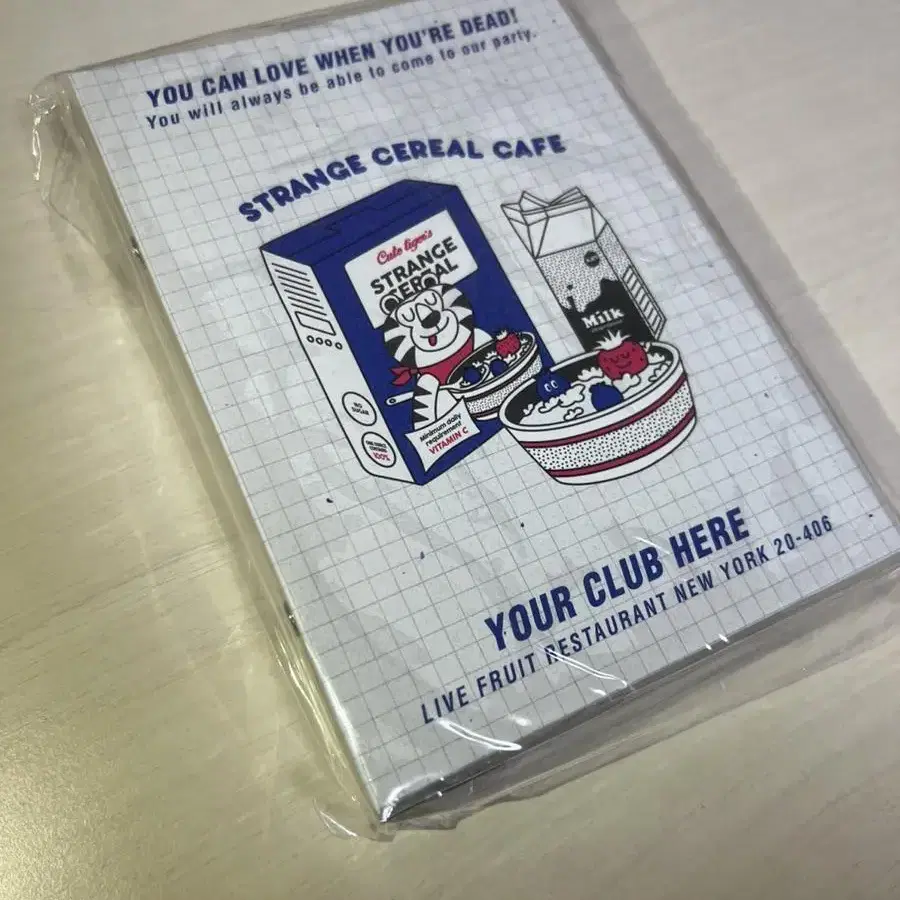 YOU CAN LOVE WHEN YOU'RE DEAD!
You will always be able to come to our party.
STRANGE CEREAL CAFE
Cute tiger's
STRANGE
CEREAL
Milk
NO
SUGAR
100%
Minimum daily
requirement
VITAMIN C
YOUR CLUB HERE
LIVE FRUIT RESTAURANT NEW YORK 20-406